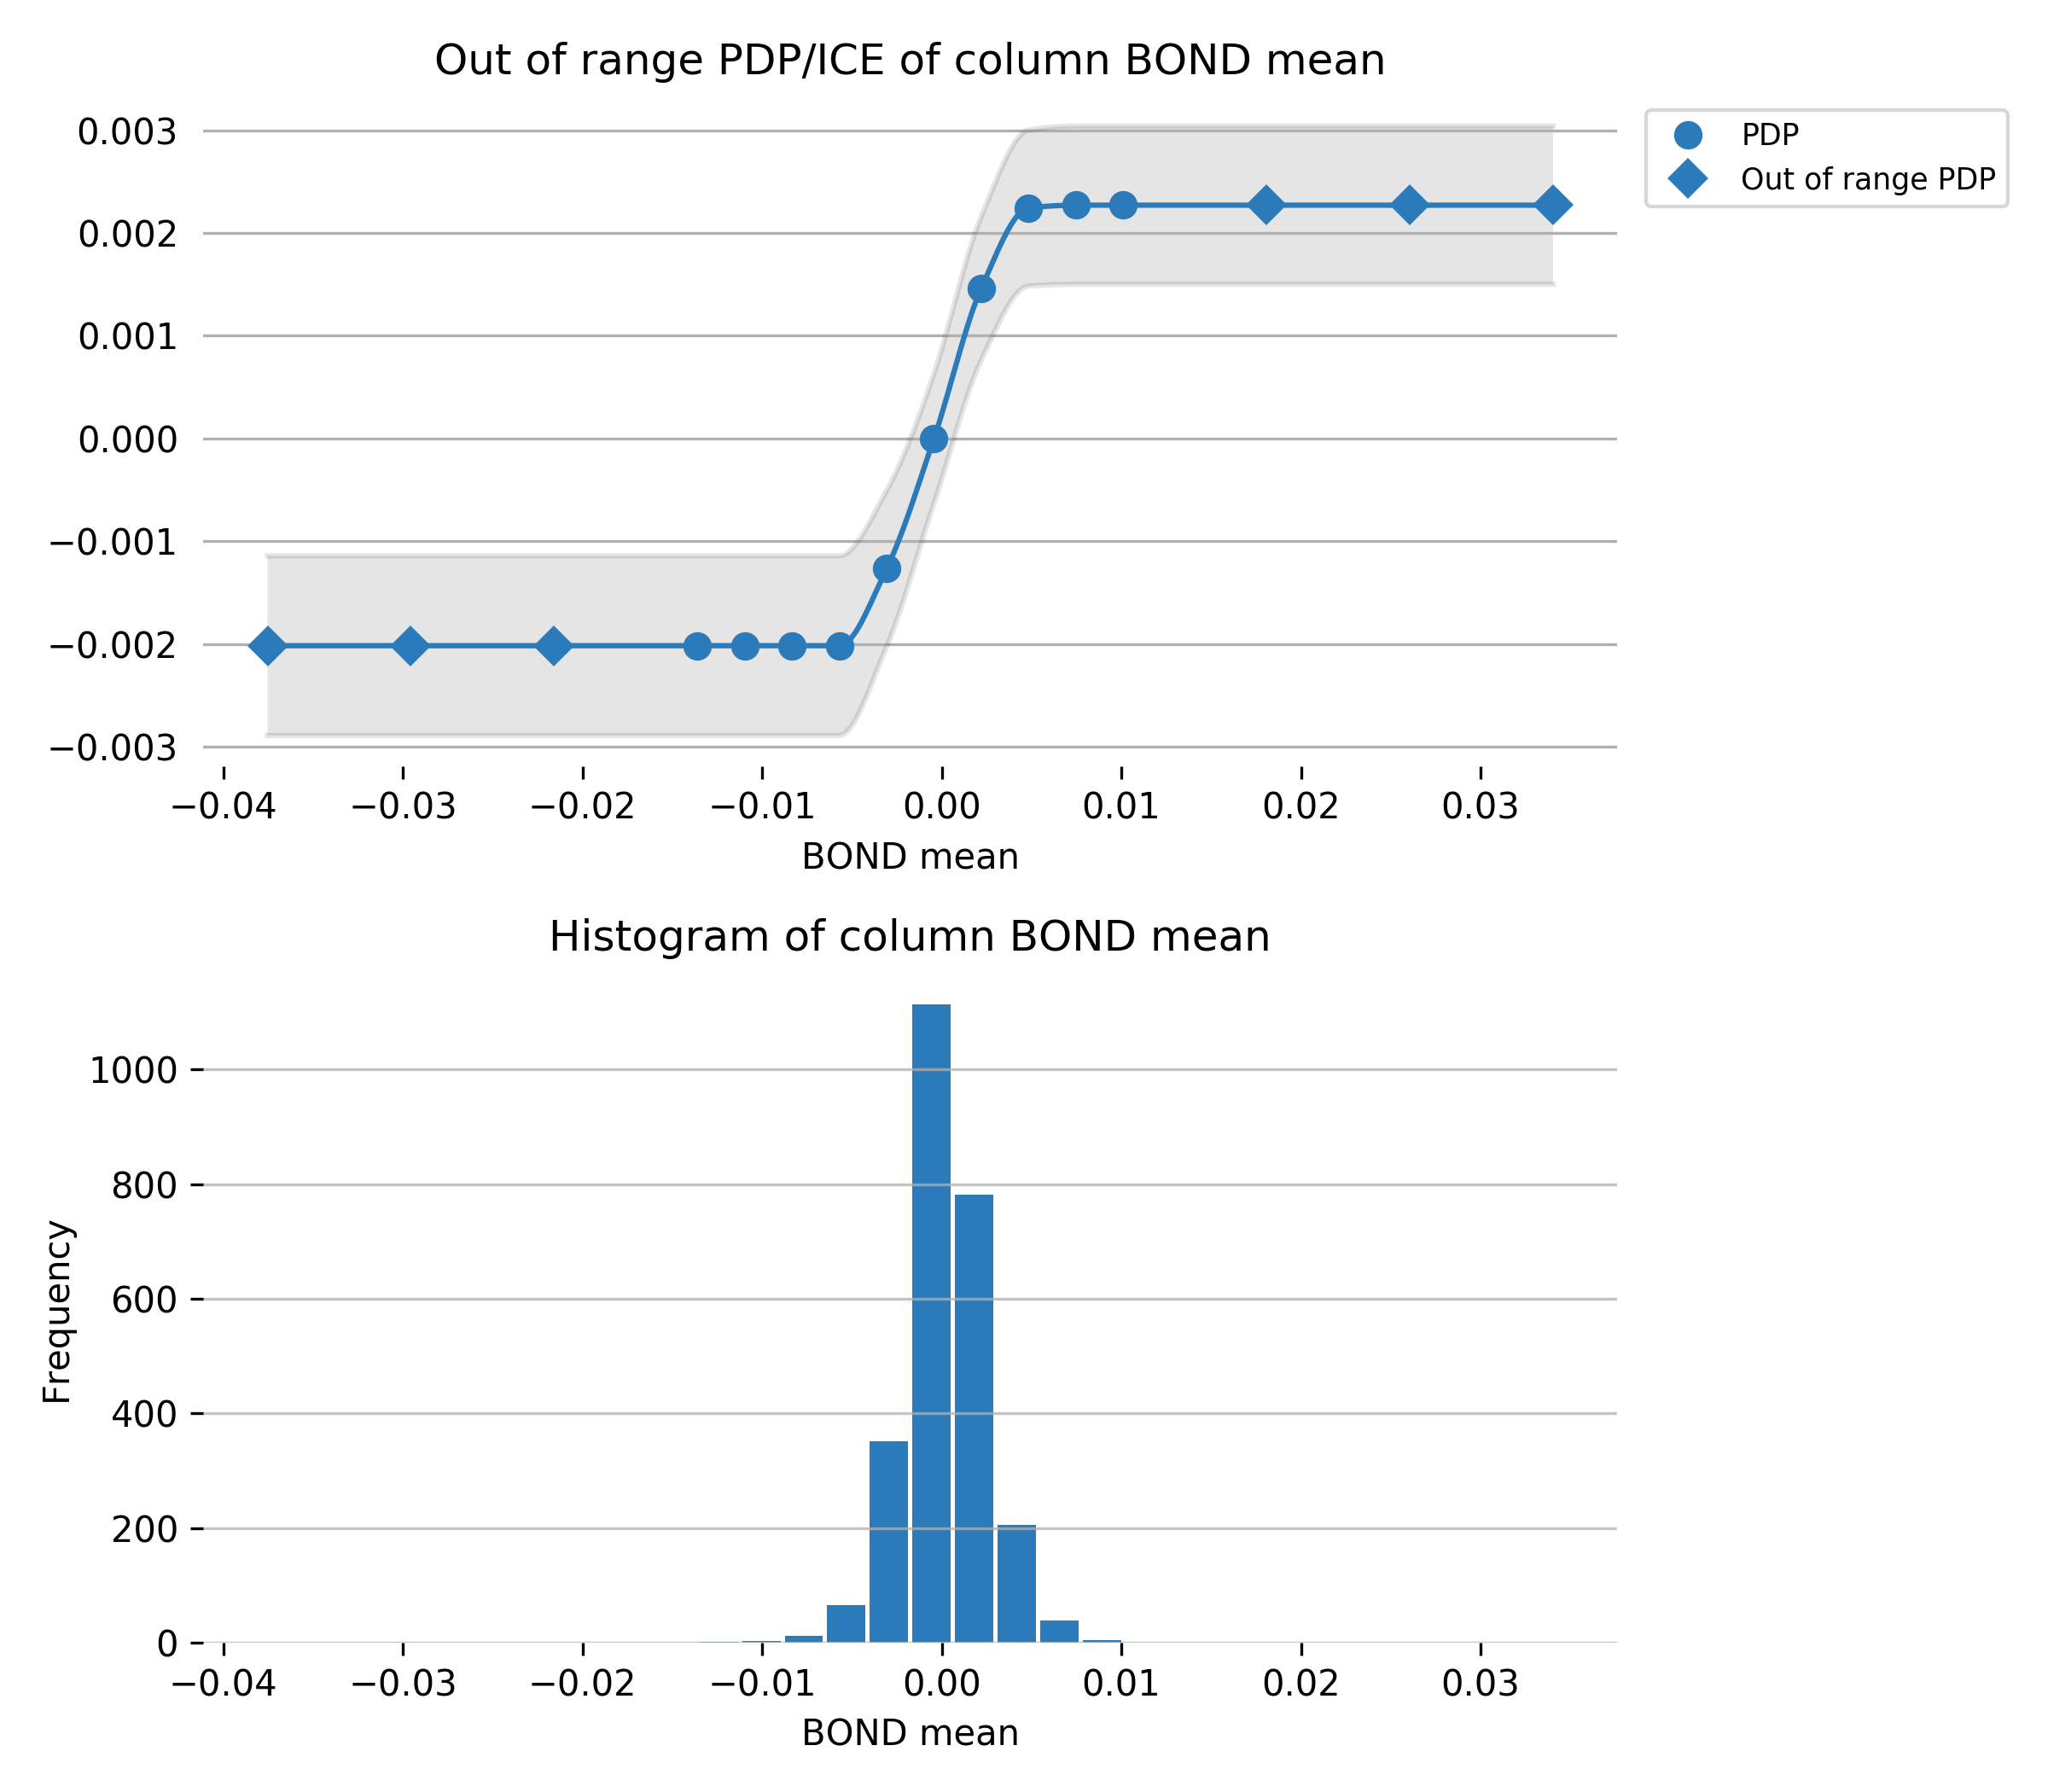 Out of range PDP/ICE of column BOND mean
PDP
Out of range PDP
0.003
0.002
0.001
0.000
−0.001
−0.002
−0.003
−0.04 −0.03 −0.02 −0.01 0.00 0.01 0.02 0.03
BOND mean
Histogram of column BOND mean
Frequency
1000
800
600
400
200
0
−0.04 −0.03 −0.02 −0.01 0.00 0.01 0.02 0.03
BOND mean